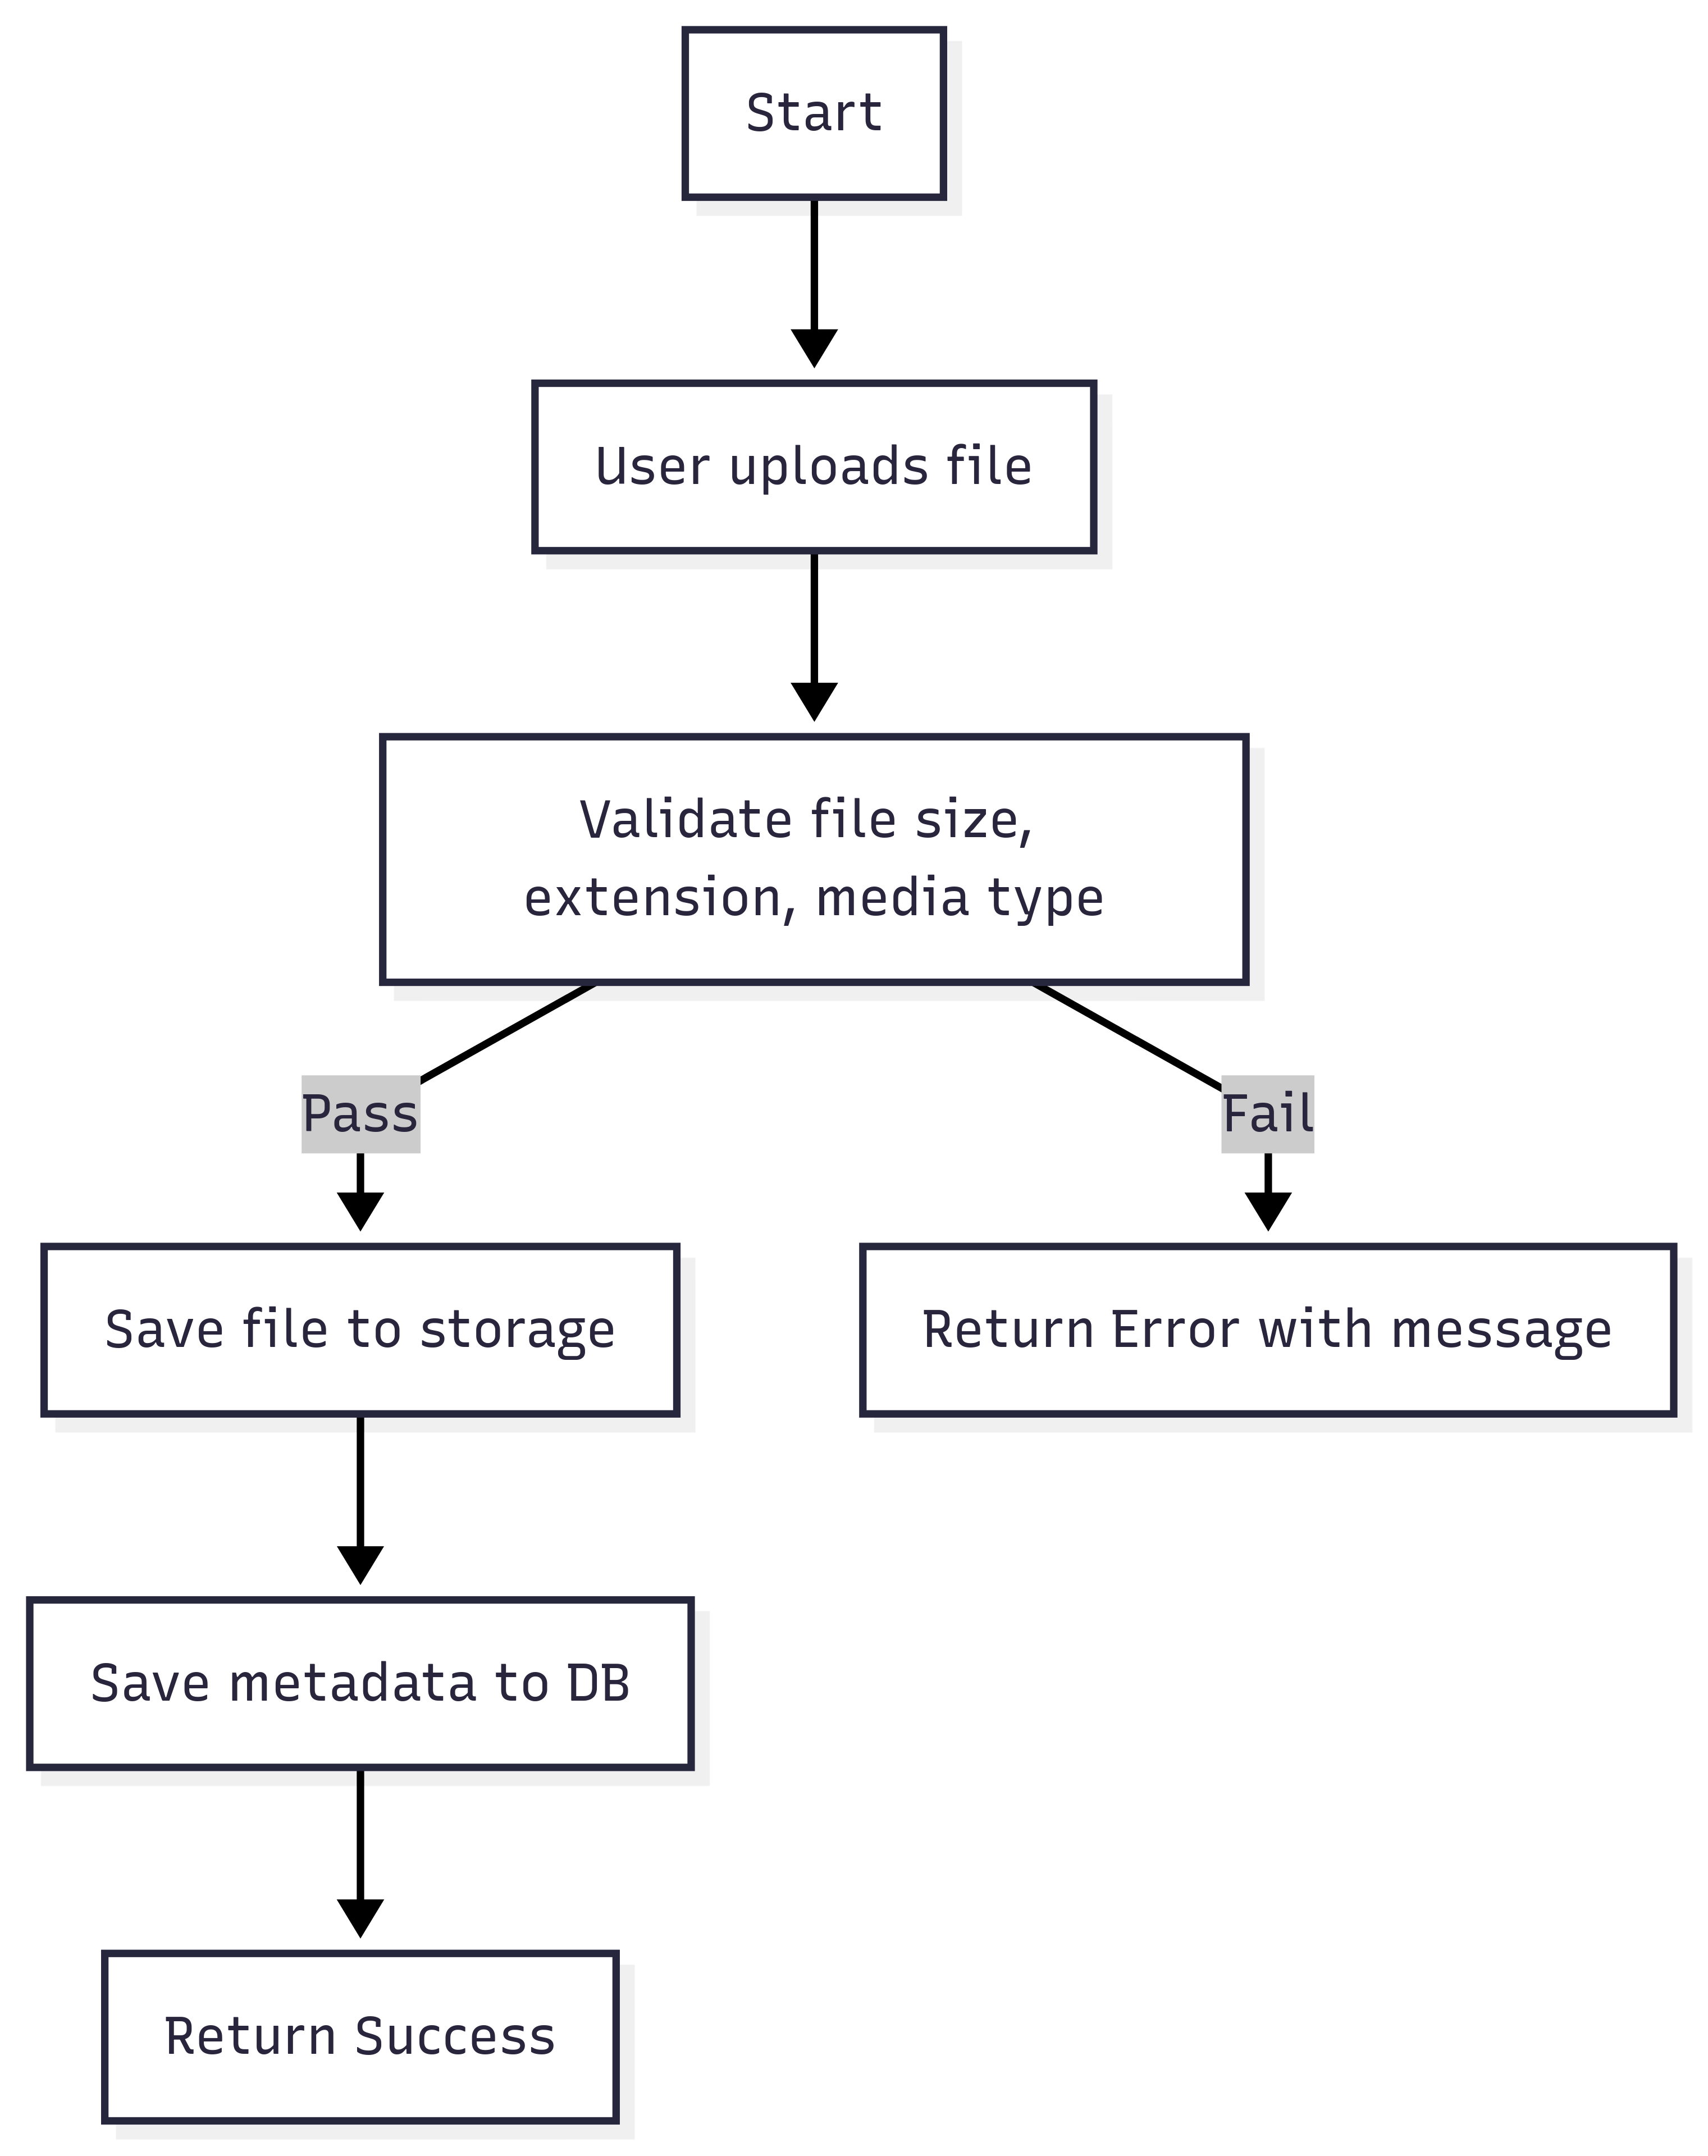 Start
User uploads file
Validate file size,
extension, media type
Pass
Fail
Save file to storage
Return Error with message
Save metadata to DB
Return Success